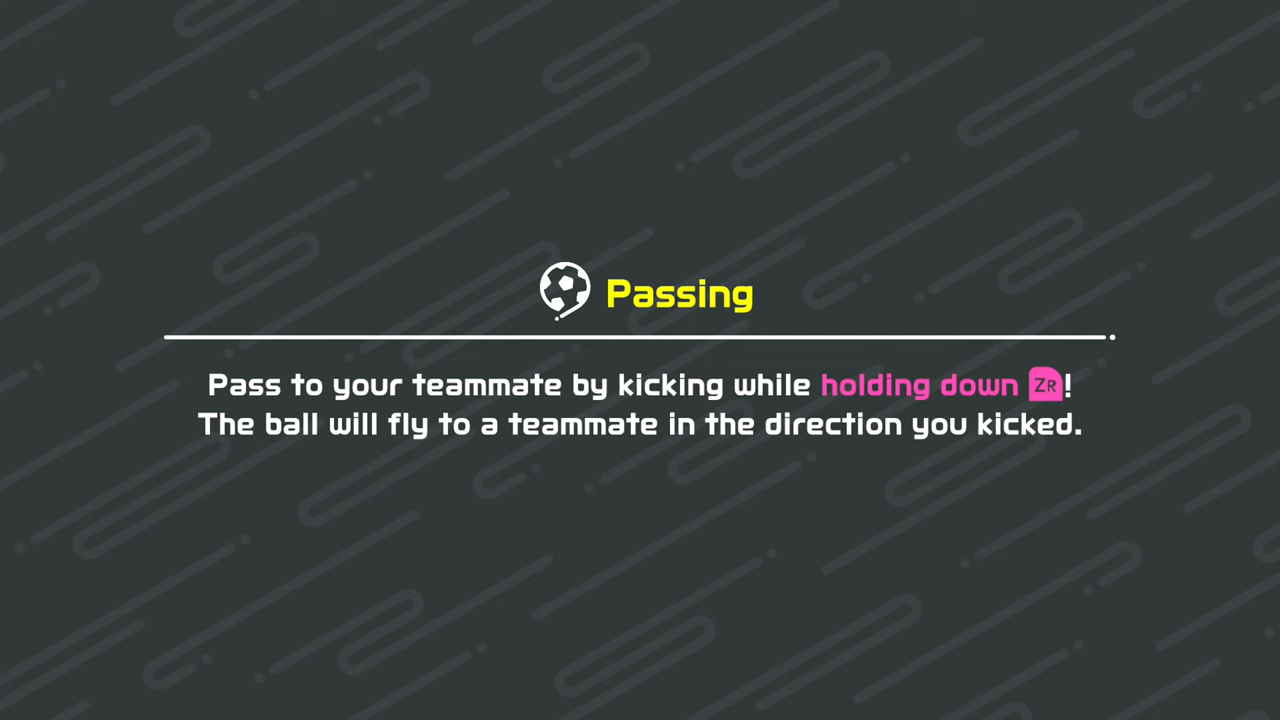 Passing
Pass to your teammate by kicking while holding down ZR!
The ball will fly to a teammate in the direction you kicked.